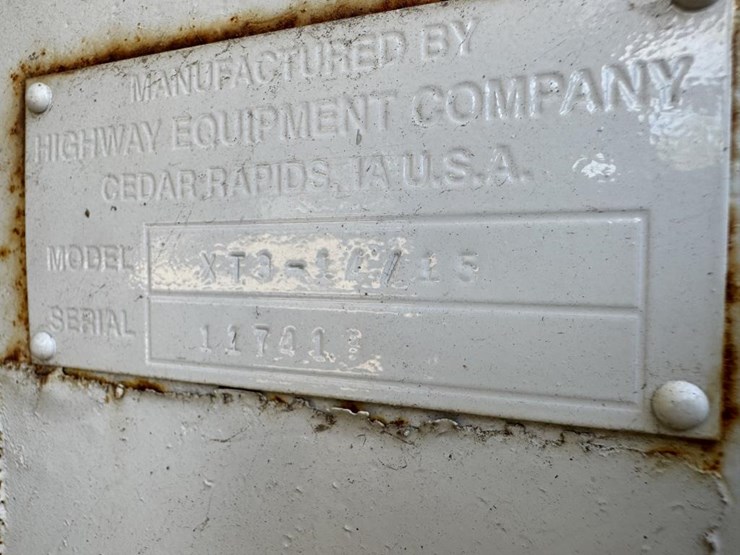 MANUFACTURED BY
HIGHWAY EQUIPMENT COMPANY
CEDAR RAPIDS, IA U.S.A.
MODEL
SERIAL